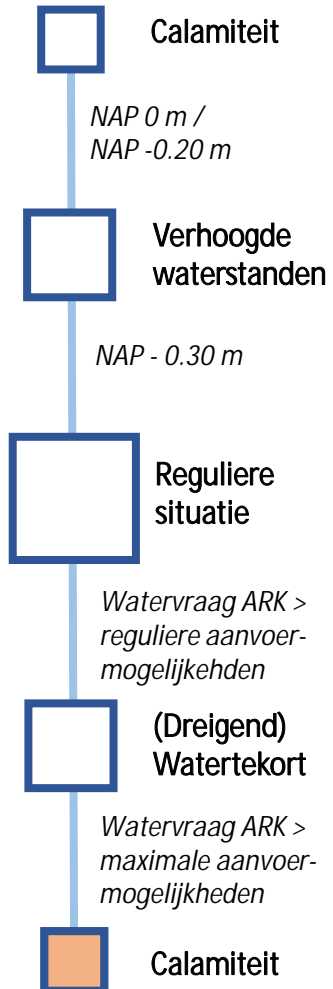 Calamiteit
NAP 0 m /
NAP -0.20 m
Verhoogde
waterstanden
NAP - 0.30 m
Reguliere
situatie
Watervraag ARK >
reguliere aanvoer-
mogelijkehden
(Dreigend)
Watertekort
Watervraag ARK >
maximale aanvoer-
mogelijkheden
Calamiteit